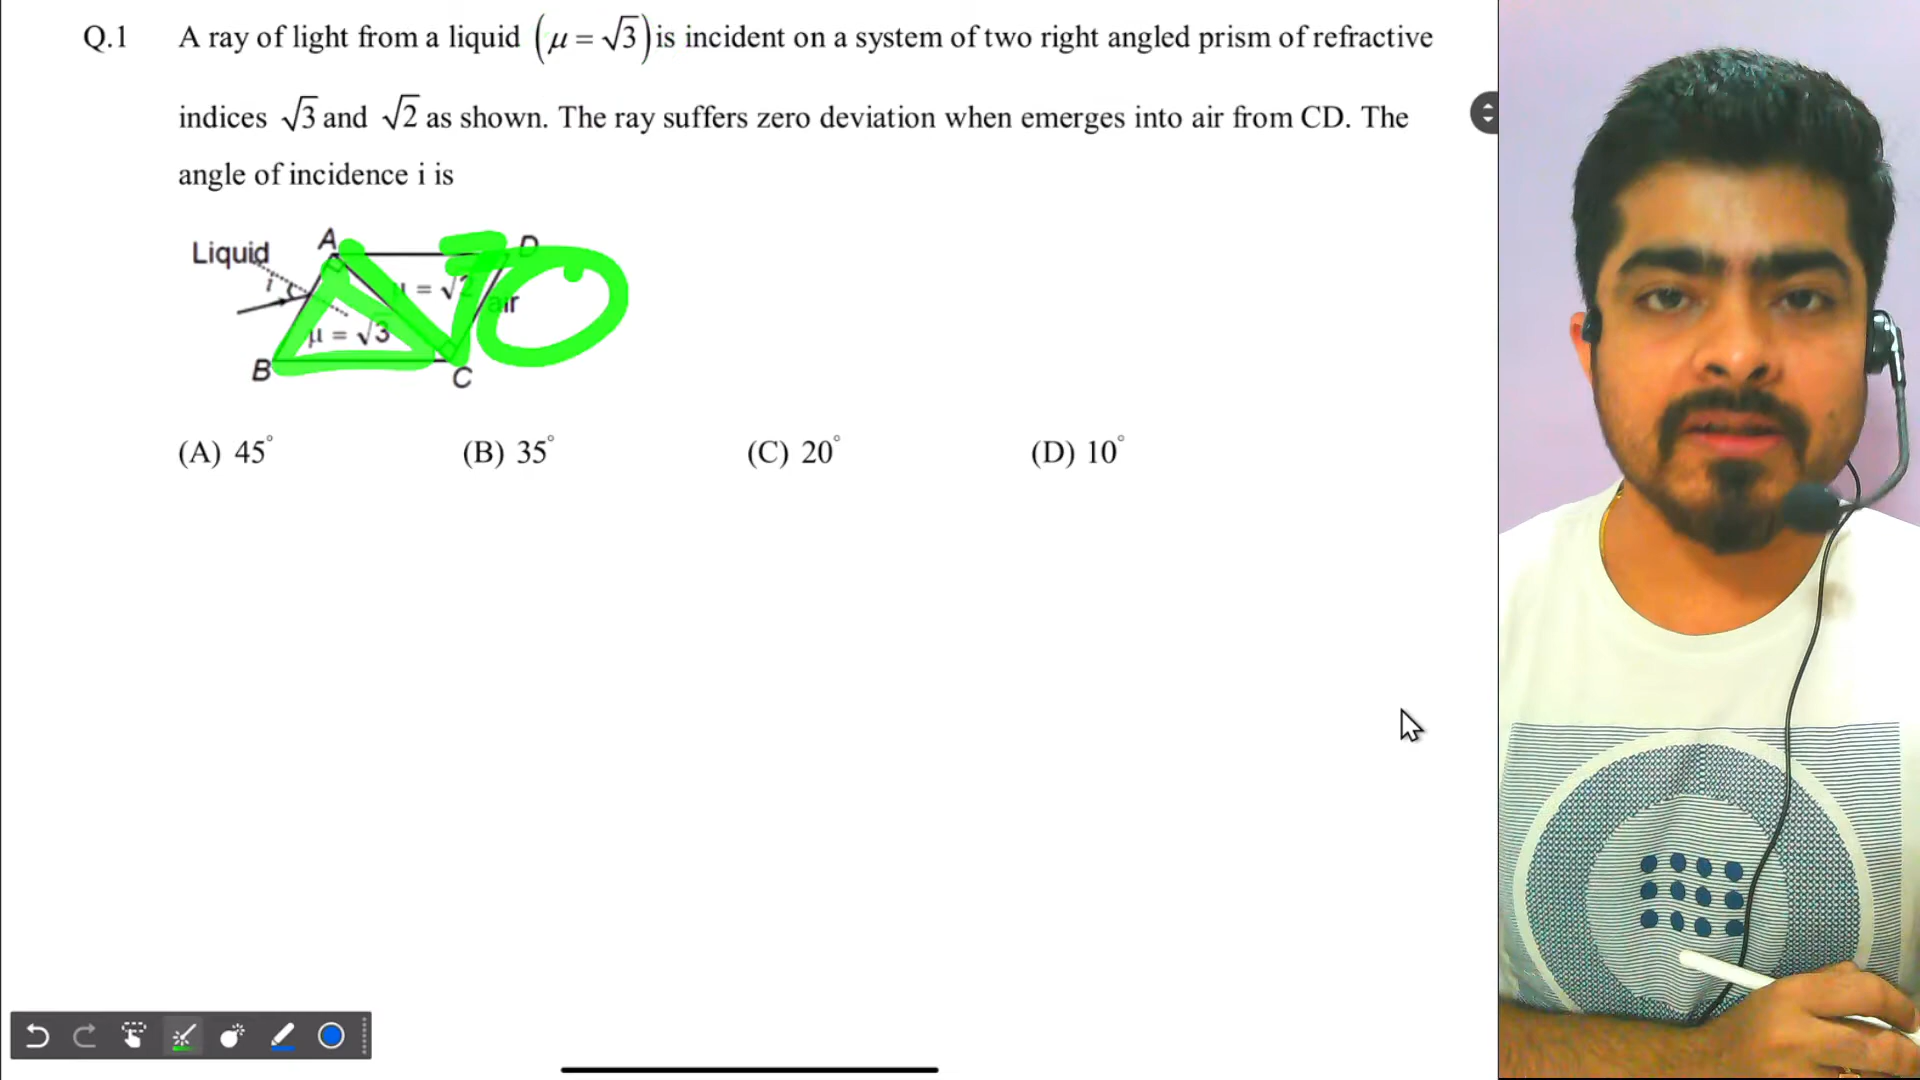 Q.1 A ray of light from a liquid (μ = √3) is incident on a system of two right angled prism of refractive
indices √3 and √2 as shown. The ray suffers zero deviation when emerges into air from CD. The
angle of incidence i is
A
D
Liquid
i
μ = √2
air
μ = √3
B
C
(A) 45° (B) 35° (C) 20° (D) 10°